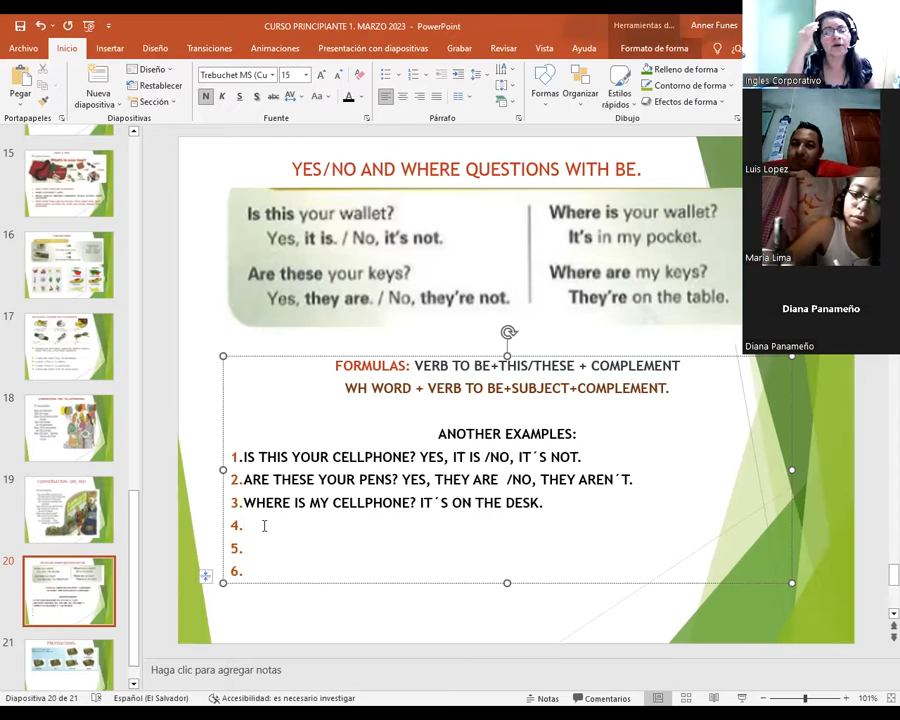 CURSO PRINCIPIANTE 1. MARZO 2023 - PowerPoint
Herramientas d...
Anner Funes
Archivo Inicio Insertar Diseño Transiciones Animaciones Presentación con diapositivas Grabar Revisar Vista Ayuda Formato de forma
Pegar
Nueva diapositiva
Diseño
Restablecer
Sección
Trebuchet MS (Cu
15
N K S S abc AV Aa A
Formas
Organizar
Estilos rápidos
Relleno de forma
Contorno de forma
Efectos de forma
Portapapeles
Diapositivas
Fuente
Párrafo
Dibujo
Ingles Corporativo
Luis Lopez
Maria Lima
Diana Panameño
Diana Panameño
15
16
17
18
19
20
21
YES/NO AND WHERE QUESTIONS WITH BE.
Is this your wallet?
Yes, it is. / No, it's not.
Are these your keys?
Yes, they are. / No, they're not.
Where is your wallet?
It's in my pocket.
Where are my keys?
They're on the table.
FORMULAS: VERB TO BE+THIS/THESE + COMPLEMENT
WH WORD + VERB TO BE+SUBJECT+COMPLEMENT.
ANOTHER EXAMPLES:
1.IS THIS YOUR CELLPHONE? YES, IT IS /NO, IT´S NOT.
2.ARE THESE YOUR PENS? YES, THEY ARE /NO, THEY AREN´T.
3.WHERE IS MY CELLPHONE? IT´S ON THE DESK.
4.
5.
6.
Haga clic para agregar notas
Diapositiva 20 de 21
Español (El Salvador)
Accesibilidad: es necesario investigar
Notas
Comentarios
101%